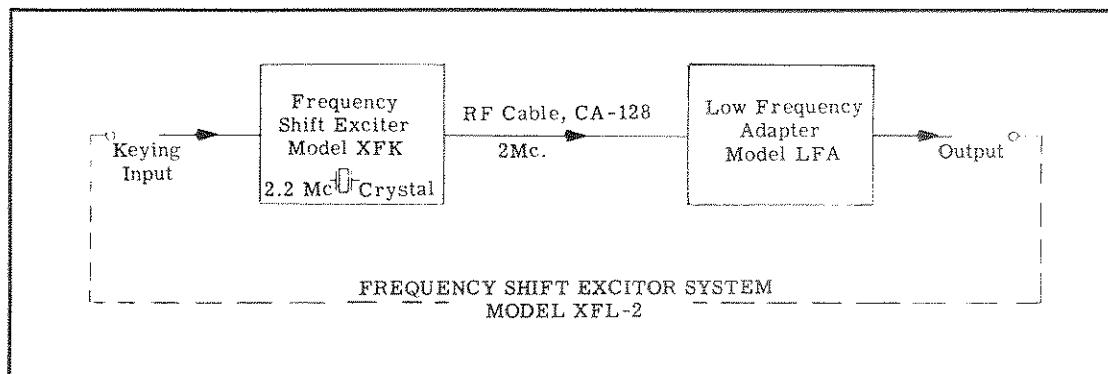 Keying
Input
Frequency
Shift Exciter
Model XFK
2.2 Mc Crystal
RF Cable, CA-128
2Mc.
Low Frequency
Adapter
Model LFA
Output
FREQUENCY SHIFT EXCITOR SYSTEM
MODEL XFL-2